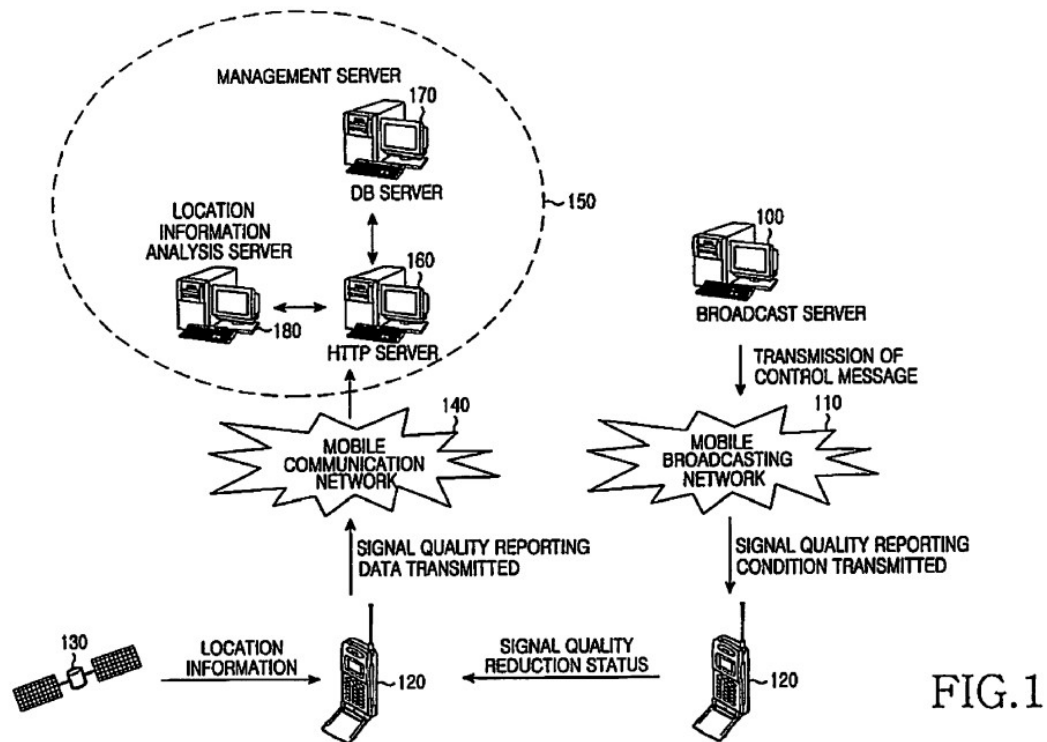 MANAGEMENT SERVER
170
DB SERVER
150
LOCATION
INFORMATION
ANALYSIS SERVER
180
160
HTTP SERVER
100
BROADCAST SERVER
TRANSMISSION OF
CONTROL MESSAGE
140
MOBILE
COMMUNICATION
NETWORK
110
MOBILE
BROADCASTING
NETWORK
SIGNAL QUALITY REPORTING
DATA TRANSMITTED
SIGNAL QUALITY REPORTING
CONDITION TRANSMITTED
130
LOCATION
INFORMATION
120
SIGNAL QUALITY
REDUCTION STATUS
120
FIG.1